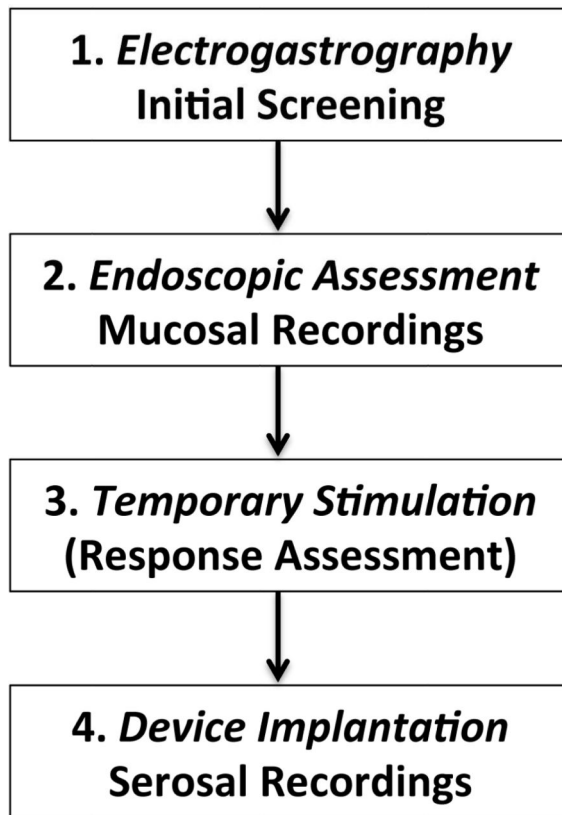 1. Electrogastrography
Initial Screening
2. Endoscopic Assessment
Mucosal Recordings
3. Temporary Stimulation
(Response Assessment)
4. Device Implantation
Serosal Recordings